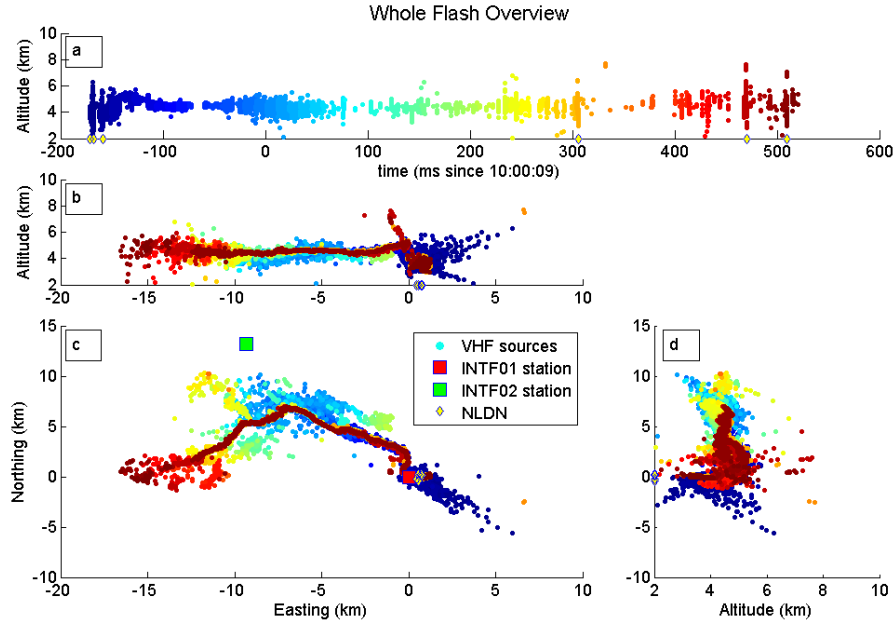 Whole Flash Overview
a
Altitude (km)
10
8
6
4
2
-200 -100 0 100 200 300 400 500 600
time (ms since 10:00:09)
b
Altitude (km)
10
8
6
4
2
-20 -15 -10 -5 0 5 10
c
Northing (km)
15
10
5
0
-5
-10
-20 -15 -10 -5 0 5 10
Easting (km)
VHF sources
INTF01 station
INTF02 station
NLDN
d
15
10
5
0
-5
-10
2 4 6 8 10
Altitude (km)